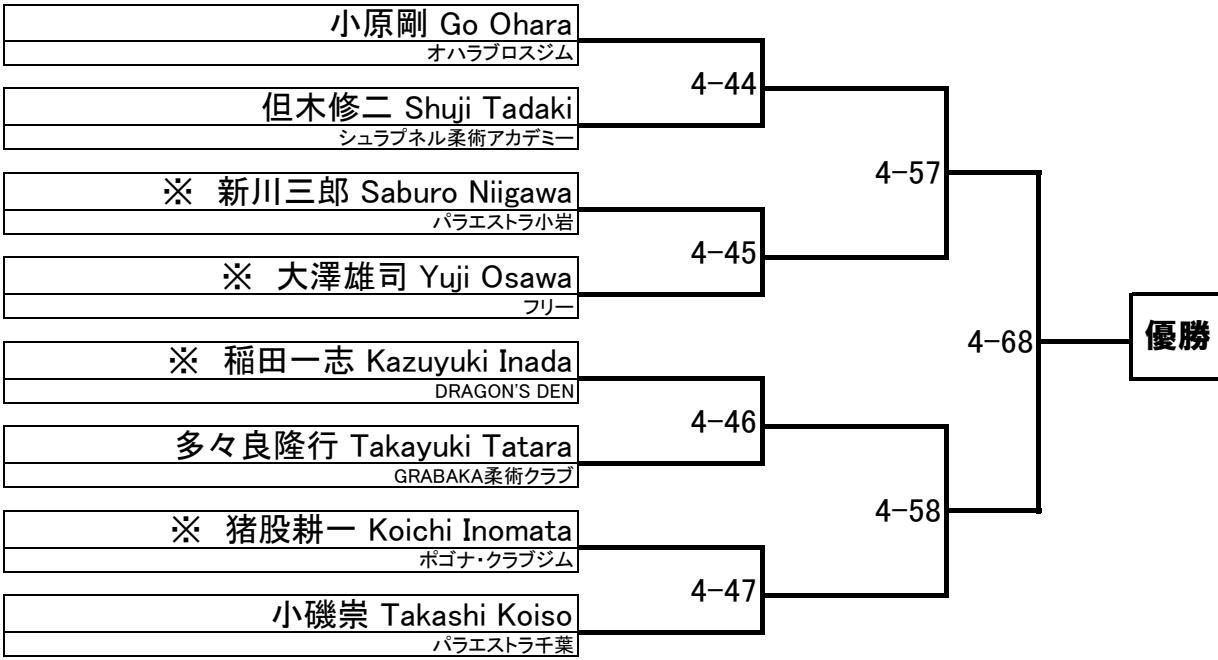 小原剛 Go Ohara
オハラブロスジム
4-44
但木修二 Shuji Tadaki
シュラプネル柔術アカデミー
4-57
※ 新川三郎 Saburo Niigawa
パラエストラ小岩
4-45
※ 大澤雄司 Yuji Osawa
フリー
4-68
優勝
※ 稲田一志 Kazuyuki Inada
DRAGON'S DEN
4-46
多々良隆行 Takayuki Tatara
GRABAKA柔術クラブ
4-58
※ 猪股耕一 Koichi Inomata
ポゴナ・クラブジム
4-47
小磯崇 Takashi Koiso
パラエストラ千葉